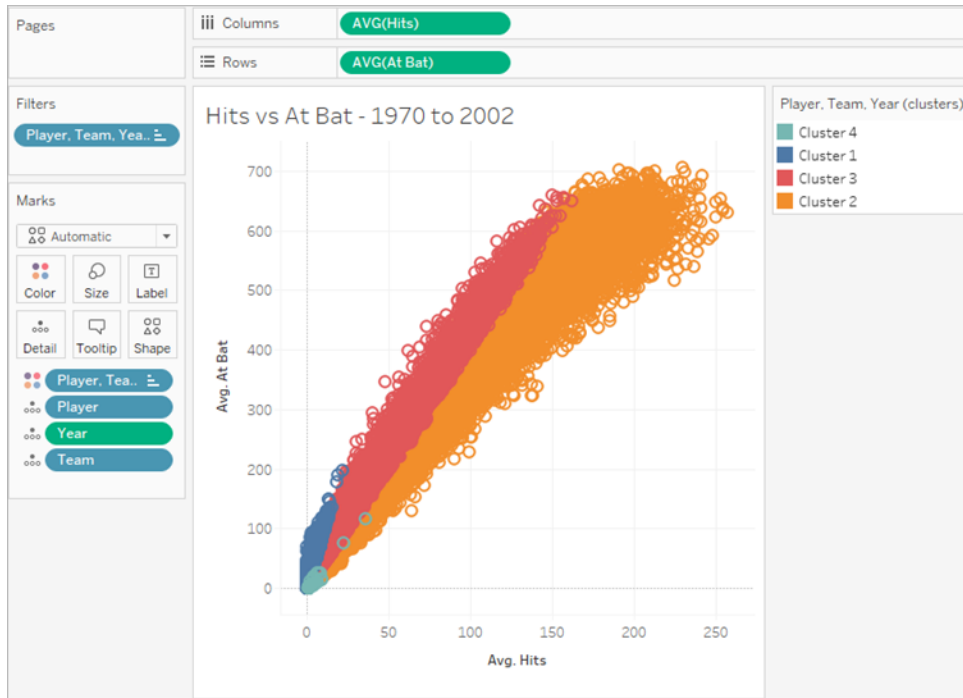 Pages
Columns
AVG(Hits)
Rows
AVG(At Bat)
Filters
Player, Team, Yea..
Marks
Automatic
Color
Size
Label
Detail
Tooltip
Shape
Player, Tea..
Player
Year
Team
Hits vs At Bat - 1970 to 2002
Avg. At Bat
700
600
500
400
300
200
100
0
0 50 100 150 200 250
Avg. Hits
Player, Team, Year (clusters)
Cluster 4
Cluster 1
Cluster 3
Cluster 2